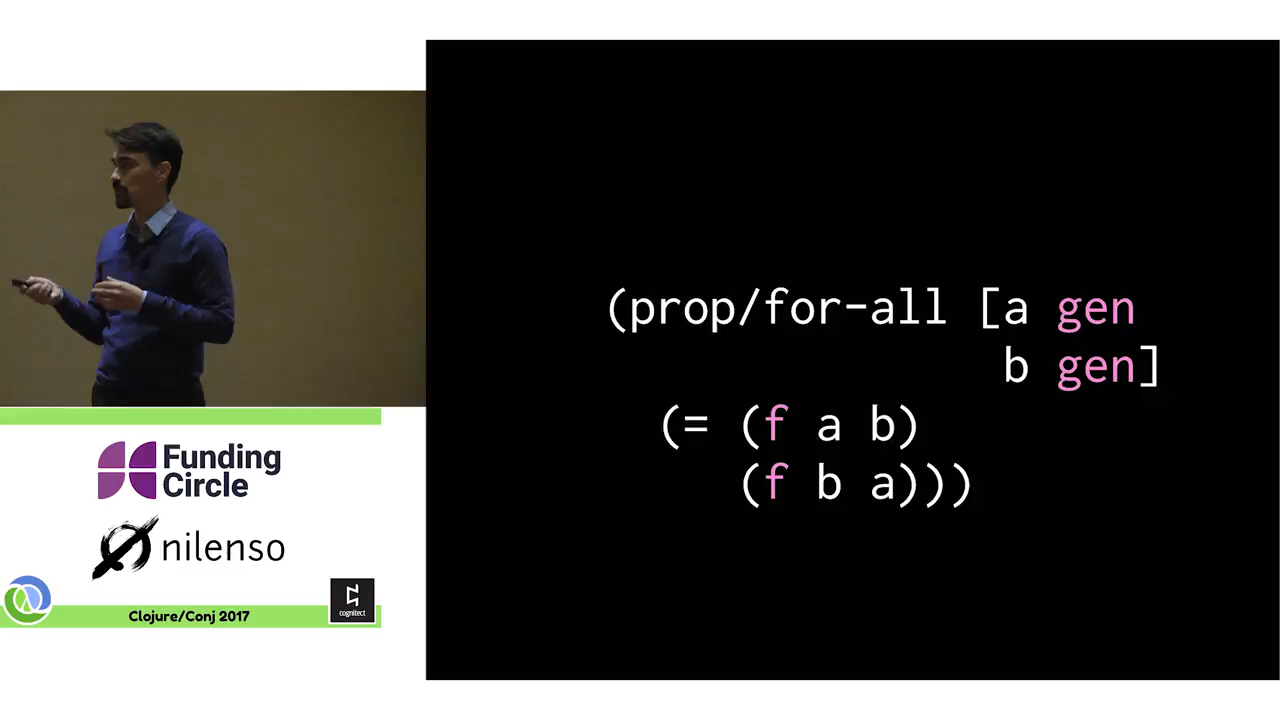 (prop/for-all [a gen
b gen]
(= (f a b)
(f b a)))
Funding
Circle
nilenso
cognitect
Clojure/Conj 2017